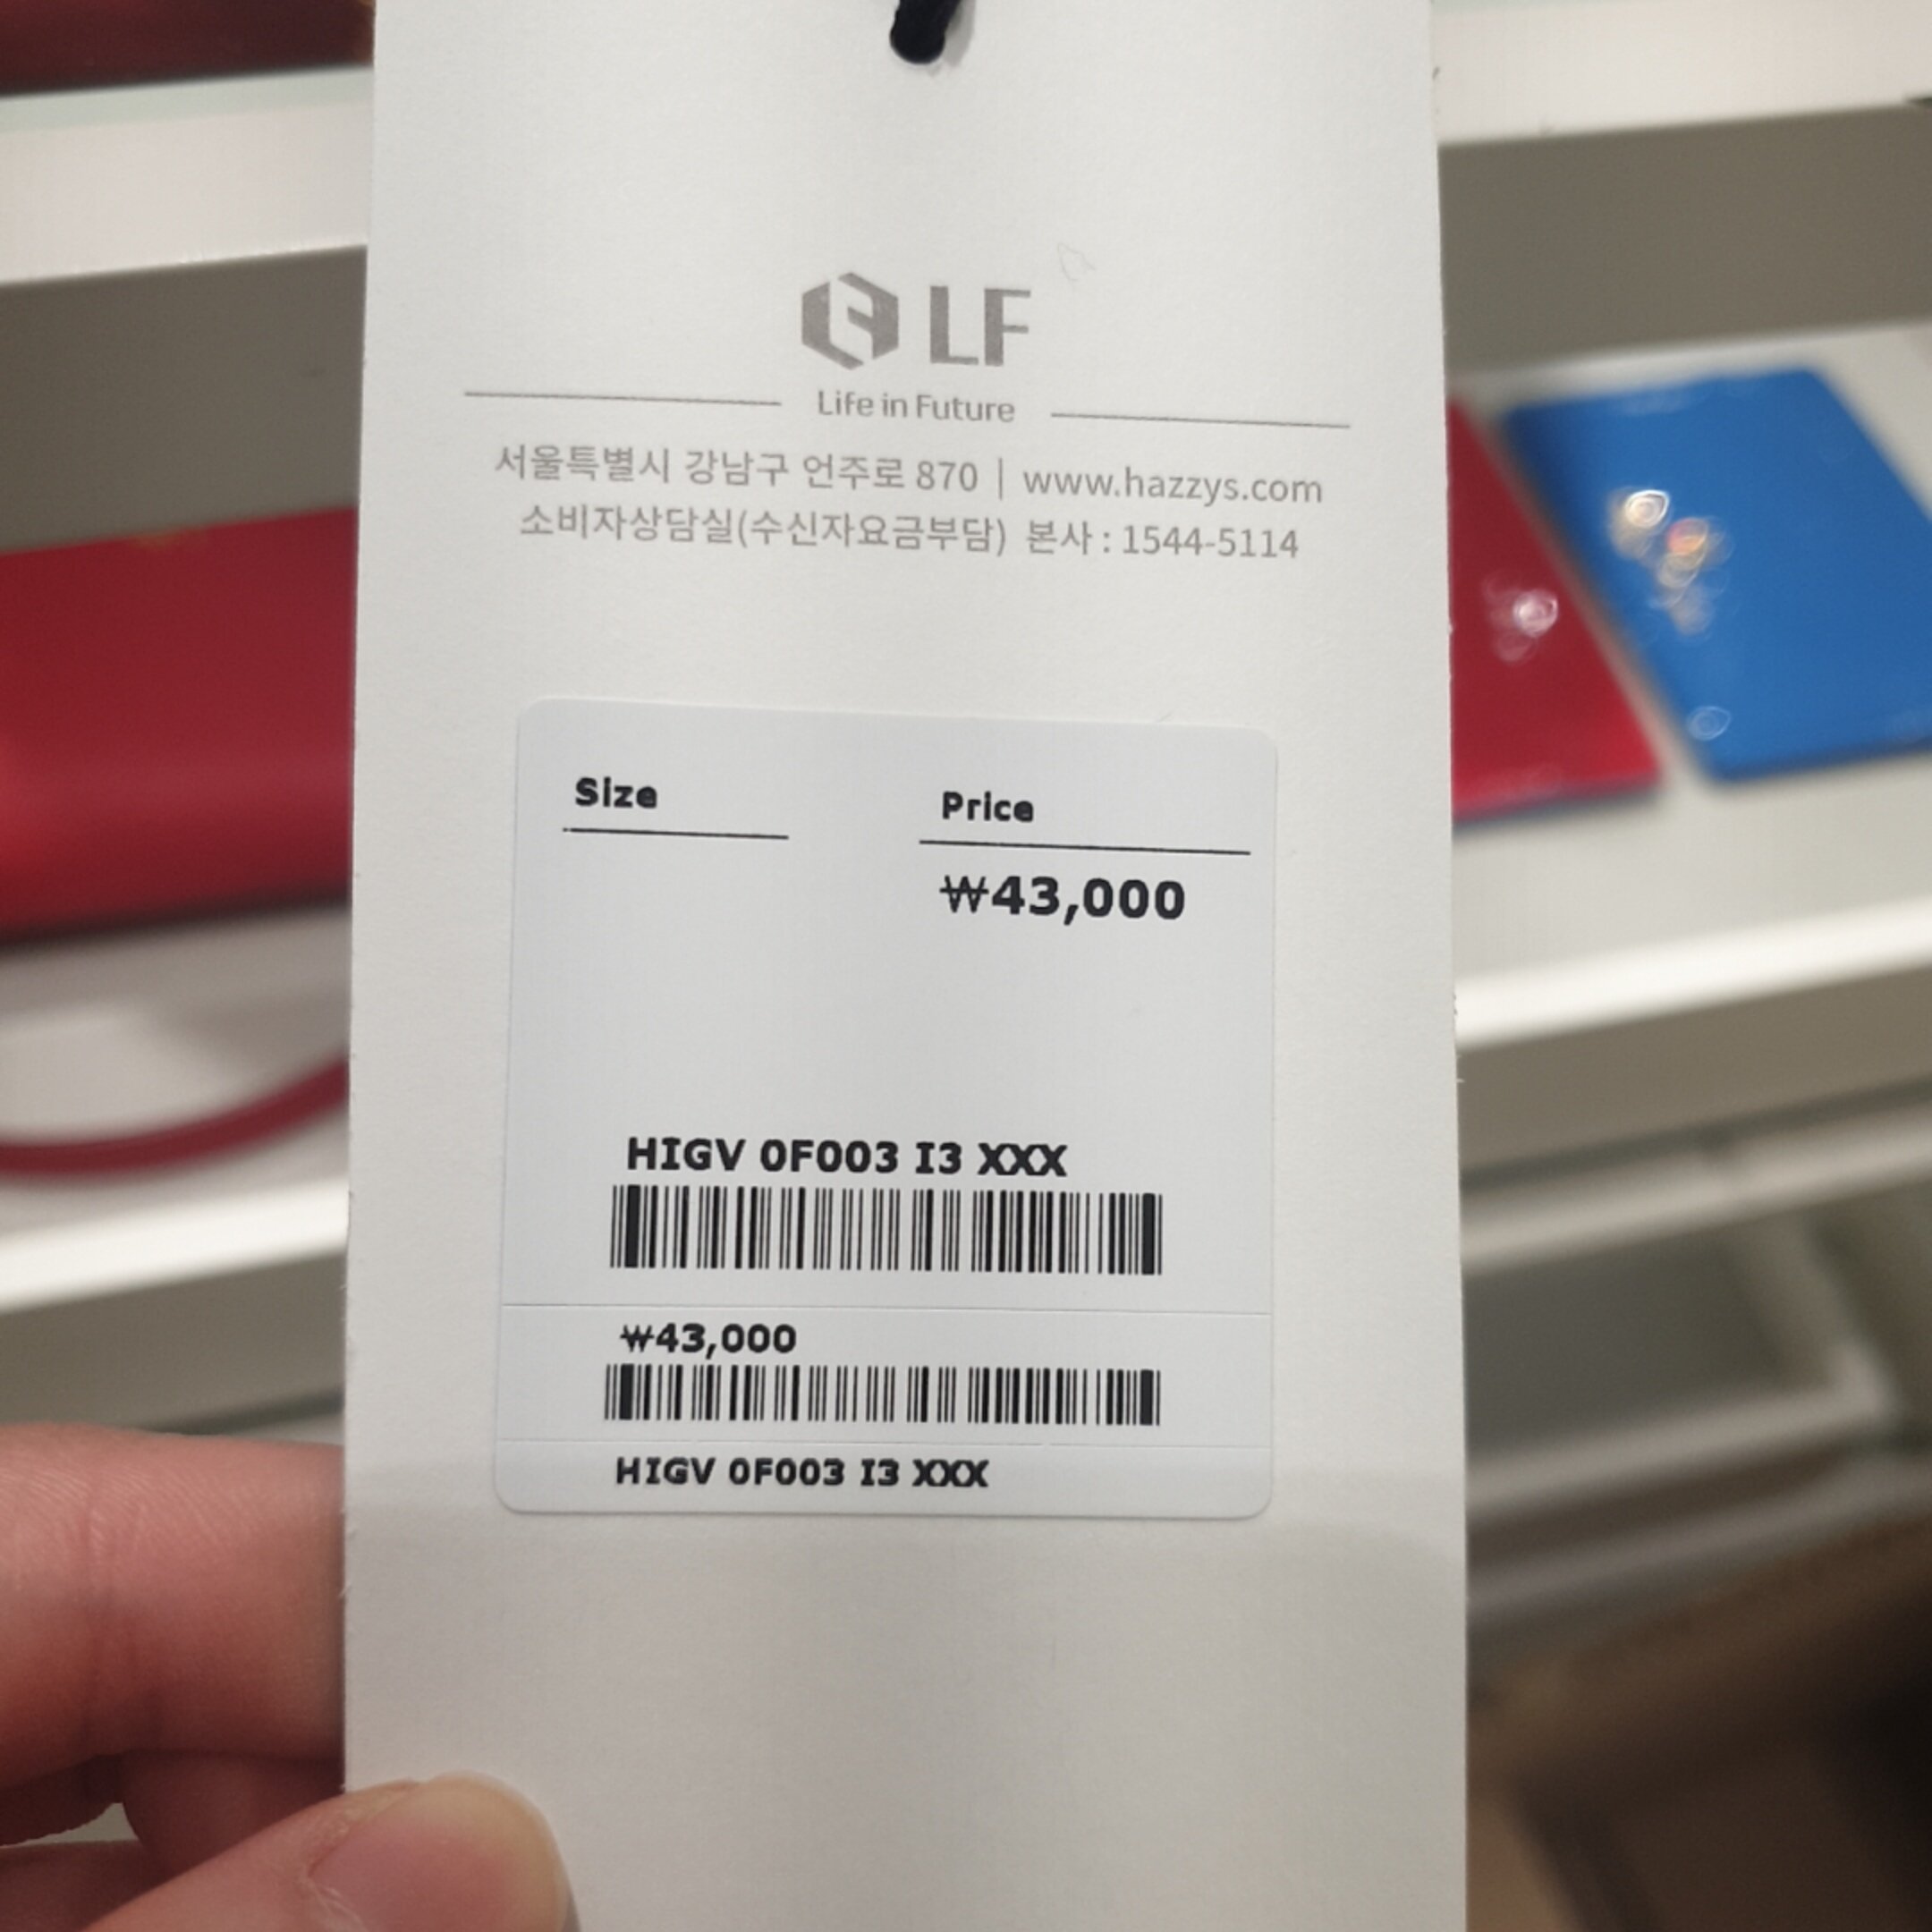 LF
Life in Future
서울특별시 강남구 언주로 870 | www.hazzys.com
소비자상담실(수신자요금부담) 본사 : 1544-5114
Size Price
₩43,000
HIGV 0F003 I3 XXX
₩43,000
HIGV 0F003 I3 XXX